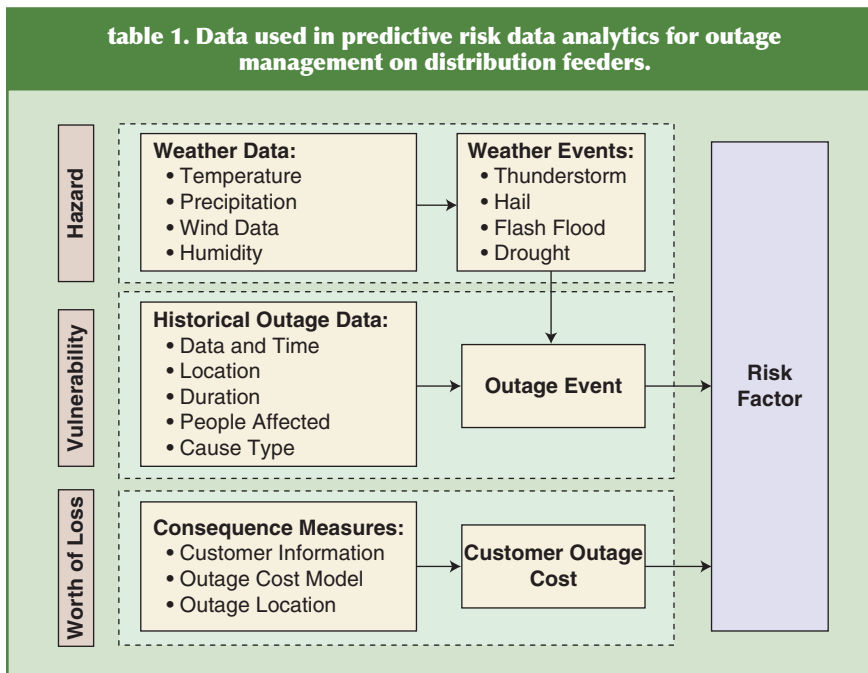 table 1. Data used in predictive risk data analytics for outage
management on distribution feeders.
Hazard
Weather Data:
• Temperature
• Precipitation
• Wind Data
• Humidity
Weather Events:
• Thunderstorm
• Hail
• Flash Flood
• Drought
Vulnerability
Historical Outage Data:
• Data and Time
• Location
• Duration
• People Affected
• Cause Type
Outage Event
Worth of Loss
Consequence Measures:
• Customer Information
• Outage Cost Model
• Outage Location
Customer Outage
Cost
Risk
Factor